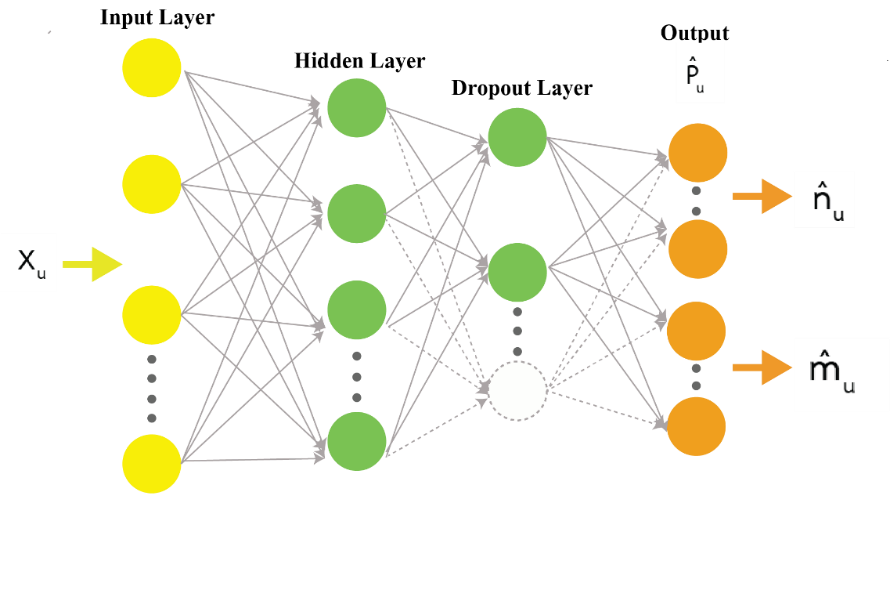 Input Layer
Hidden Layer
Dropout Layer
Output
P̂u
Xu
n̂u
m̂u